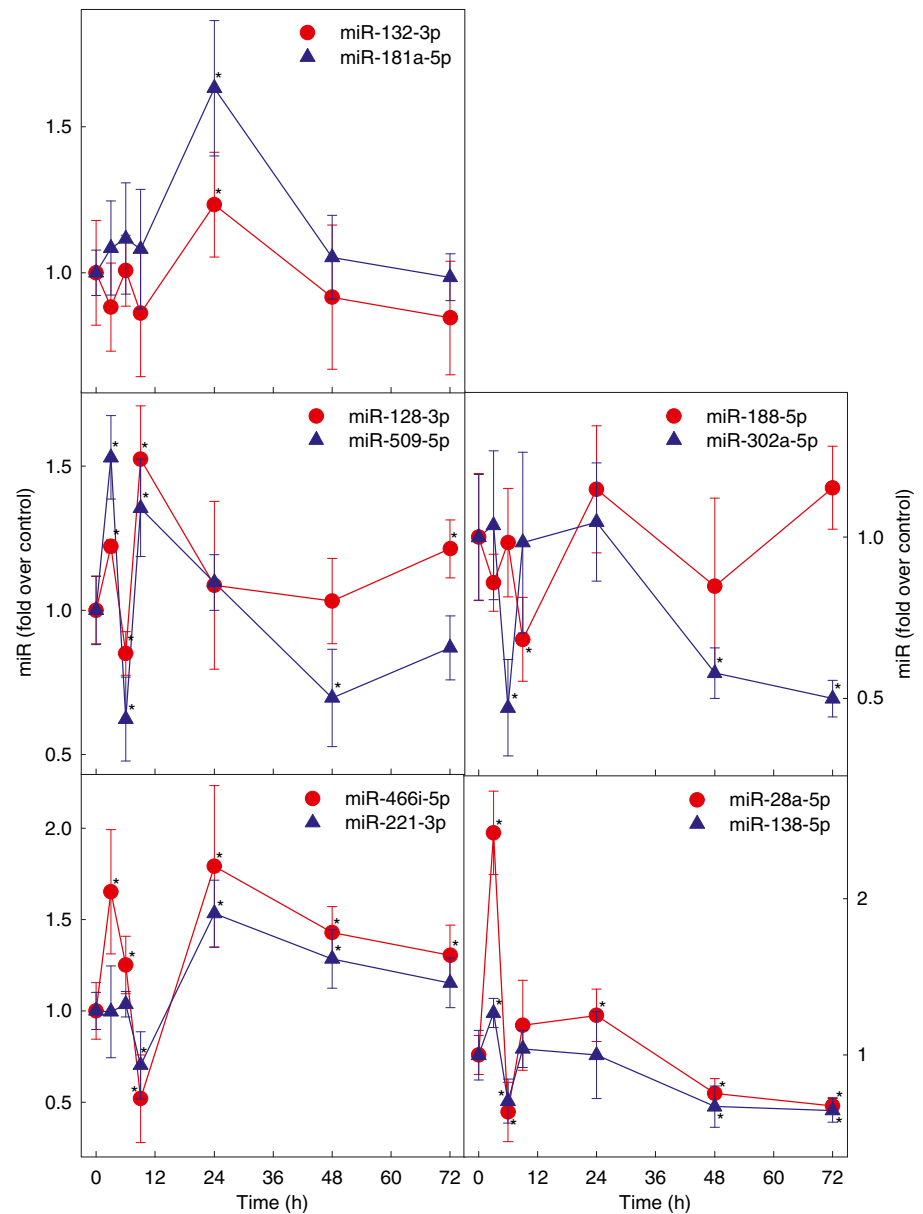 miR-132-3p
miR-181a-5p
1.5
1.0
miR-128-3p
miR-509-5p
1.5
1.0
0.5
miR-188-5p
miR-302a-5p
1.0
0.5
miR (fold over control)
miR (fold over control)
miR-466i-5p
miR-221-3p
2.0
1.5
1.0
0.5
miR-28a-5p
miR-138-5p
2
1
0 12 24 36 48 60 72
0 12 24 36 48 60 72
Time (h)
Time (h)